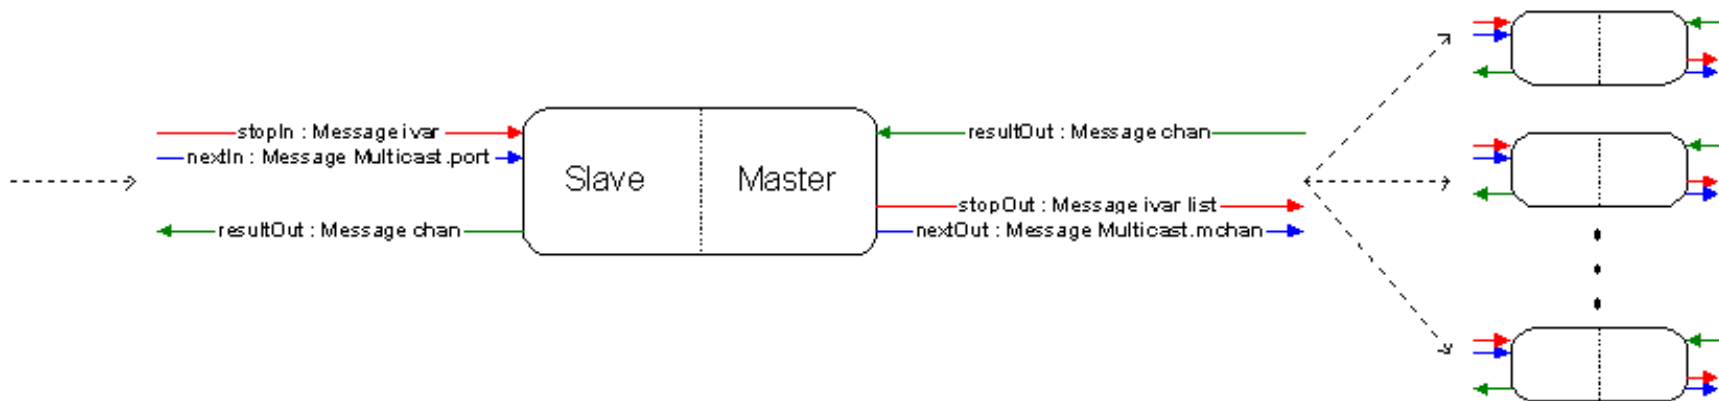 stopIn : Message ivar
nextIn : Message Multicast.port
resultOut : Message chan
Slave
Master
resultOut : Message chan
stopOut : Message ivar list
nextOut : Message Multicast.mchan